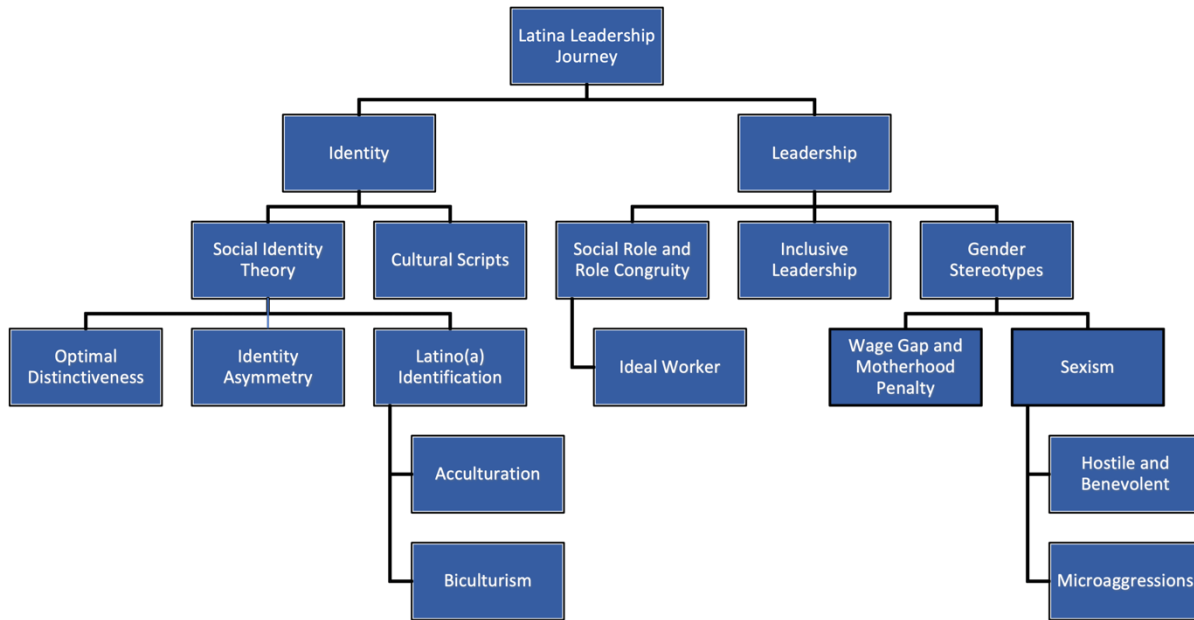 Latina Leadership
Journey
Identity
Leadership
Social Identity
Theory
Cultural Scripts
Social Role and
Role Congruity
Inclusive
Leadership
Gender
Stereotypes
Optimal
Distinctiveness
Identity
Asymmetry
Latino(a)
Identification
Ideal Worker
Wage Gap and
Motherhood
Penalty
Sexism
Acculturation
Hostile and
Benevolent
Biculturism
Microaggressions